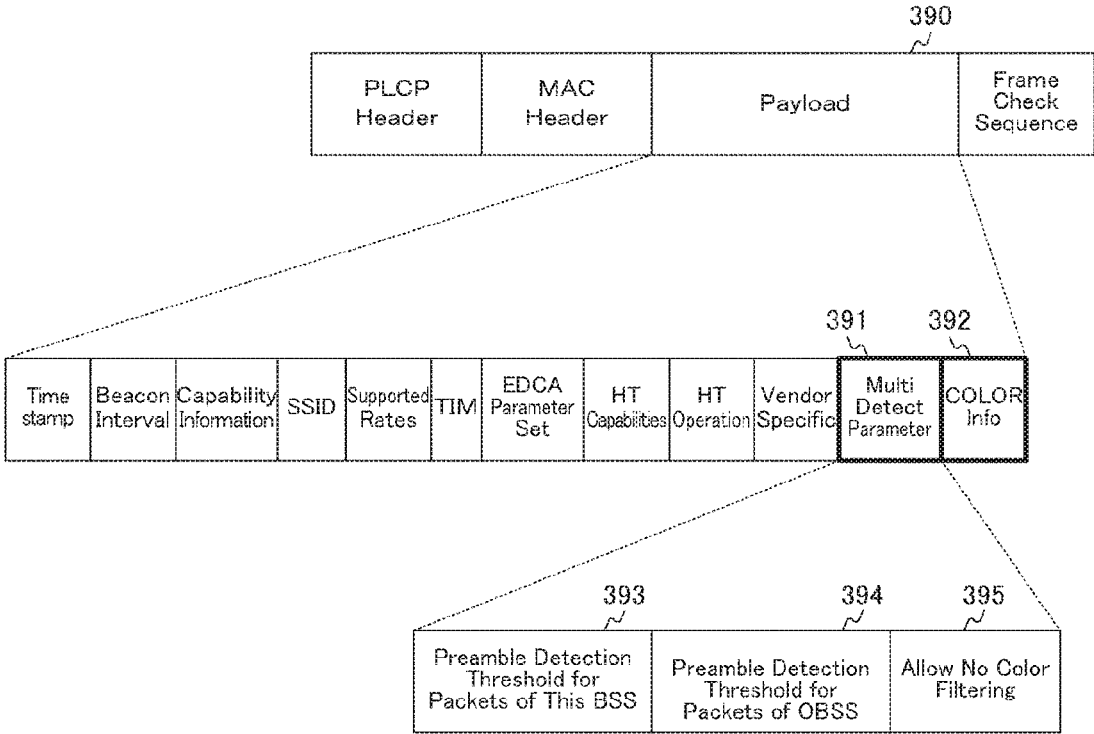 390
PLCP
Header
MAC
Header
Payload
Frame
Check
Sequence
391
392
Time
stamp
Beacon
Interval
Capability
Information
SSID
Supported
Rates
TIM
EDCA
Parameter
Set
HT
Capabilities
HT
Operation
Vendor
Specific
Multi
Detect
Parameter
COLOR
Info
393
394
395
Preamble Detection
Threshold for
Packets of This BSS
Preamble Detection
Threshold for
Packets of OBSS
Allow No Color
Filtering